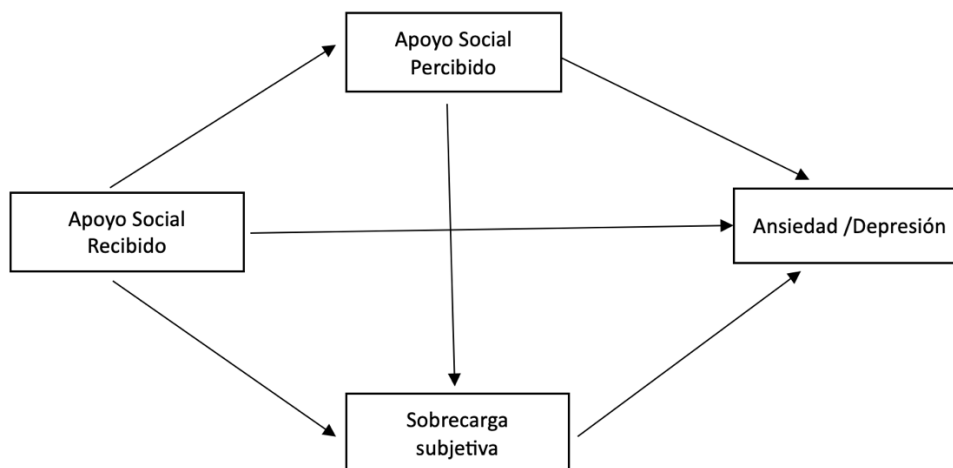 Apoyo Social
Percibido
Apoyo Social
Recibido
Ansiedad /Depresión
Sobrecarga
subjetiva